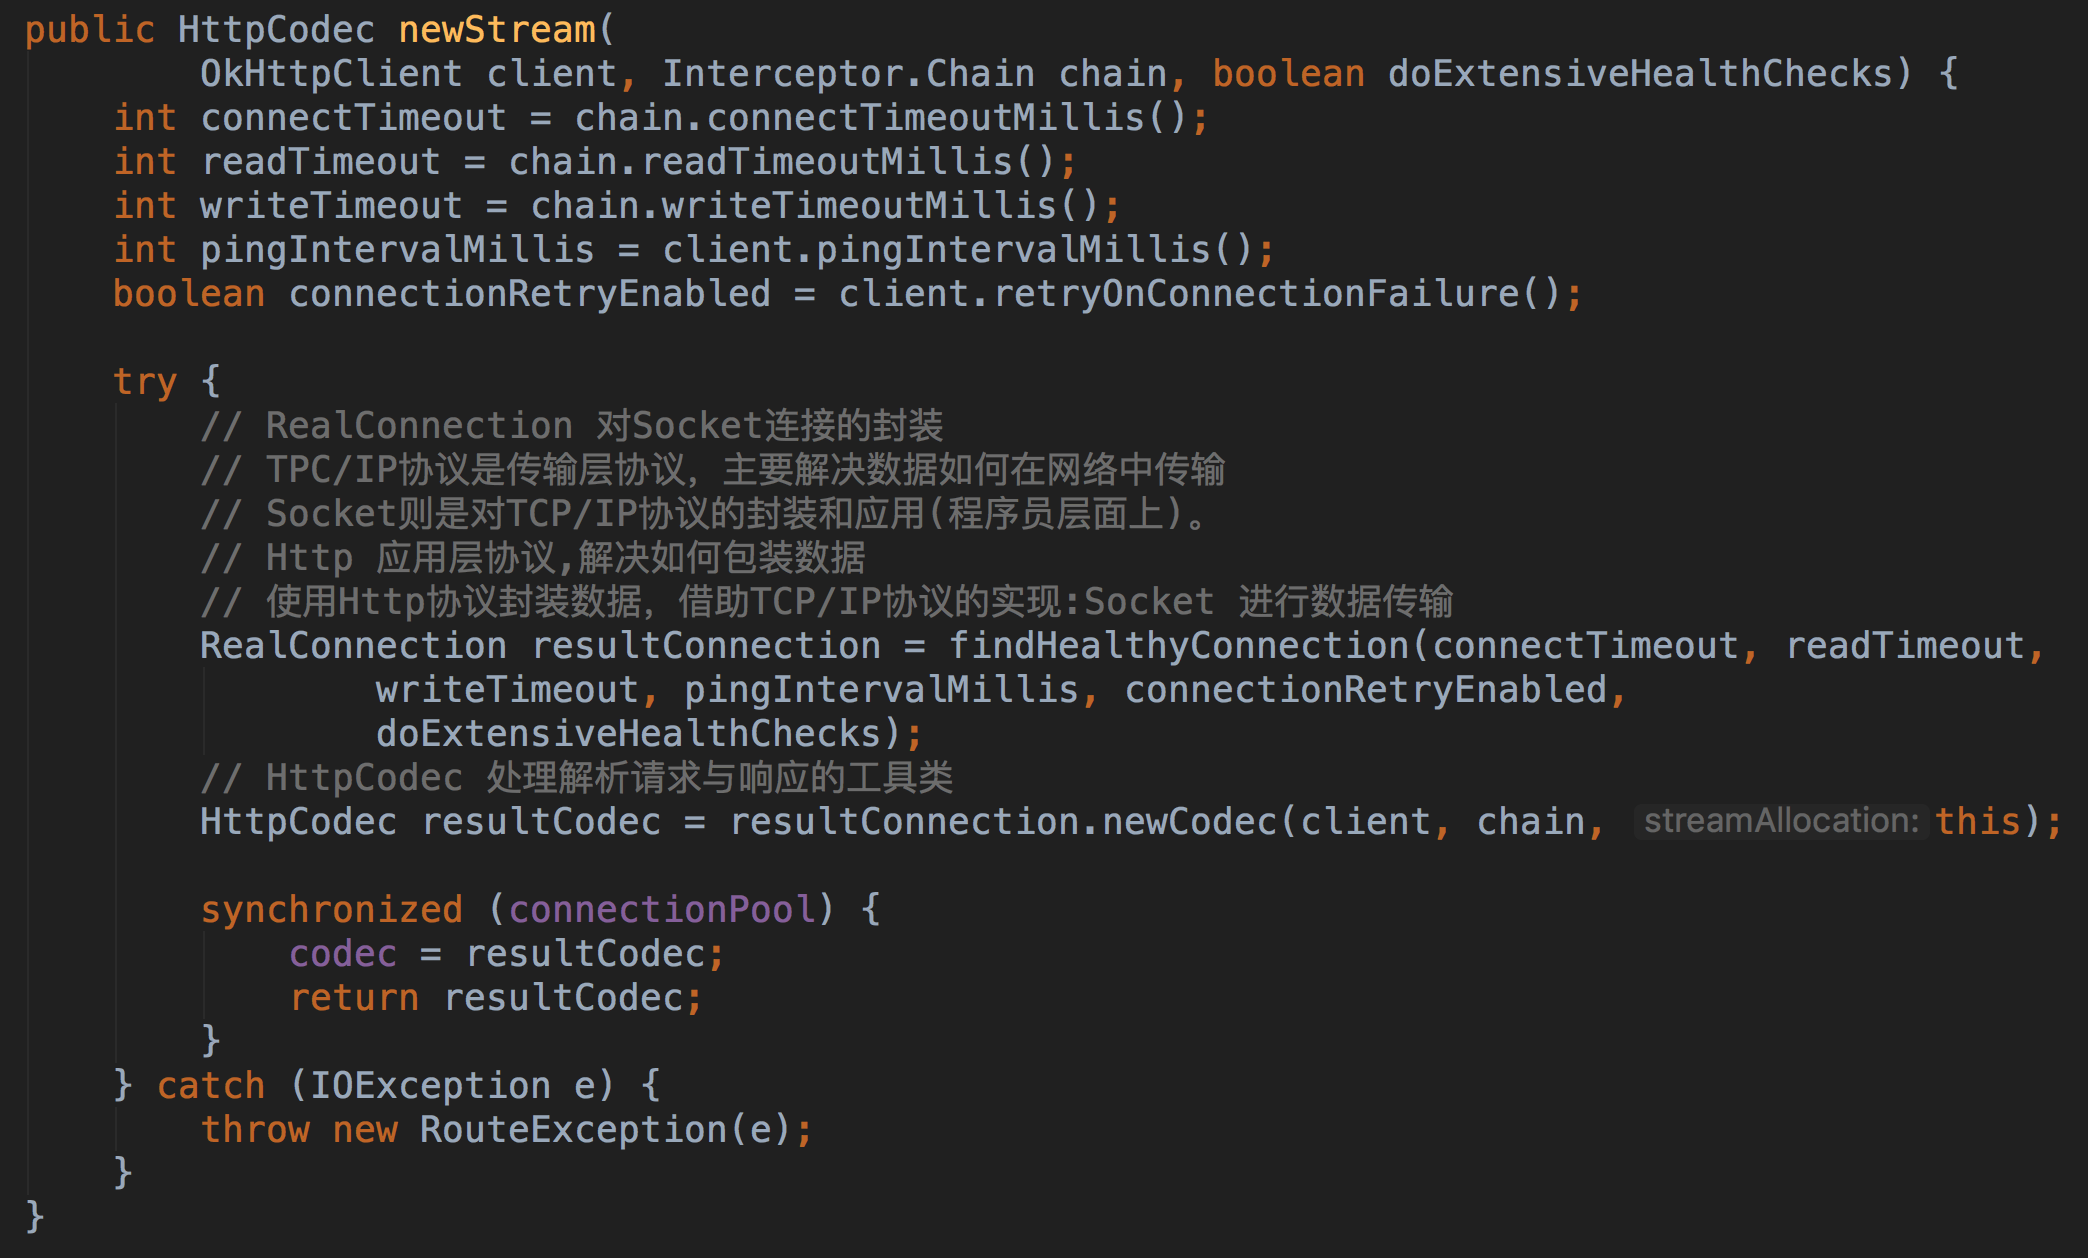 public HttpCodec newStream(
        OkHttpClient client, Interceptor.Chain chain, boolean doExtensiveHealthChecks) {
    int connectTimeout = chain.connectTimeoutMillis();
    int readTimeout = chain.readTimeoutMillis();
    int writeTimeout = chain.writeTimeoutMillis();
    int pingIntervalMillis = client.pingIntervalMillis();
    boolean connectionRetryEnabled = client.retryOnConnectionFailure();

    try {
        // RealConnection 对Socket连接的封装
        // TPC/IP协议是传输层协议，主要解决数据如何在网络中传输
        // Socket则是对TCP/IP协议的封装和应用(程序员层面上)。
        // Http 应用层协议,解决如何包装数据
        // 使用Http协议封装数据，借助TCP/IP协议的实现:Socket 进行数据传输
        RealConnection resultConnection = findHealthyConnection(connectTimeout, readTimeout,
                writeTimeout, pingIntervalMillis, connectionRetryEnabled,
                doExtensiveHealthChecks);
        // HttpCodec 处理解析请求与响应的工具类
        HttpCodec resultCodec = resultConnection.newCodec(client, chain, streamAllocation: this);

        synchronized (connectionPool) {
            codec = resultCodec;
            return resultCodec;
        }
    } catch (IOException e) {
        throw new RouteException(e);
    }
}